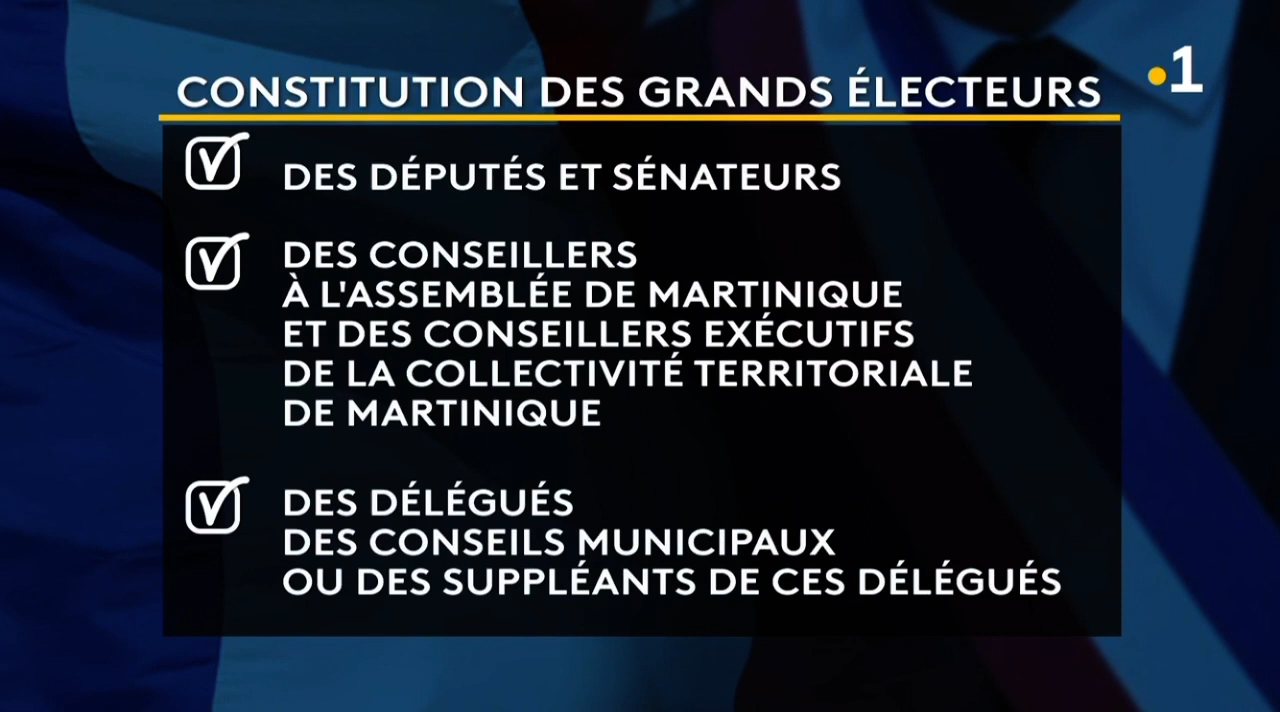 CONSTITUTION DES GRANDS ÉLECTEURS
1
DES DÉPUTÉS ET SÉNATEURS
DES CONSEILLERS
À L'ASSEMBLÉE DE MARTINIQUE
ET DES CONSEILLERS EXÉCUTIFS
DE LA COLLECTIVITÉ TERRITORIALE
DE MARTINIQUE
DES DÉLÉGUÉS
DES CONSEILS MUNICIPAUX
OU DES SUPPLÉANTS DE CES DÉLÉGUÉS